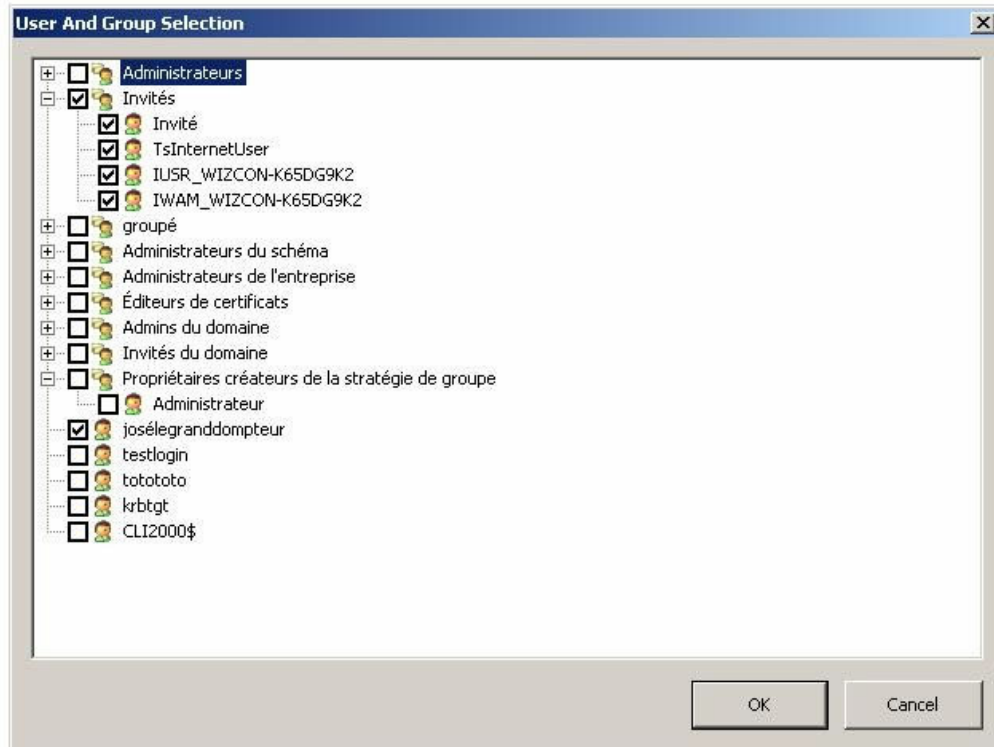 User And Group Selection
Administrateurs
Invités
Invité
TsInternetUser
IUSR_WIZCON-K65DG9K2
IWAM_WIZCON-K65DG9K2
groupé
Administrateurs du schéma
Administrateurs de l'entreprise
Éditeurs de certificats
Admins du domaine
Invités du domaine
Propriétaires créateurs de la stratégie de groupe
Administrateur
josélegranddompteur
testlogin
totototo
krbtgt
CLI2000$
OK
Cancel